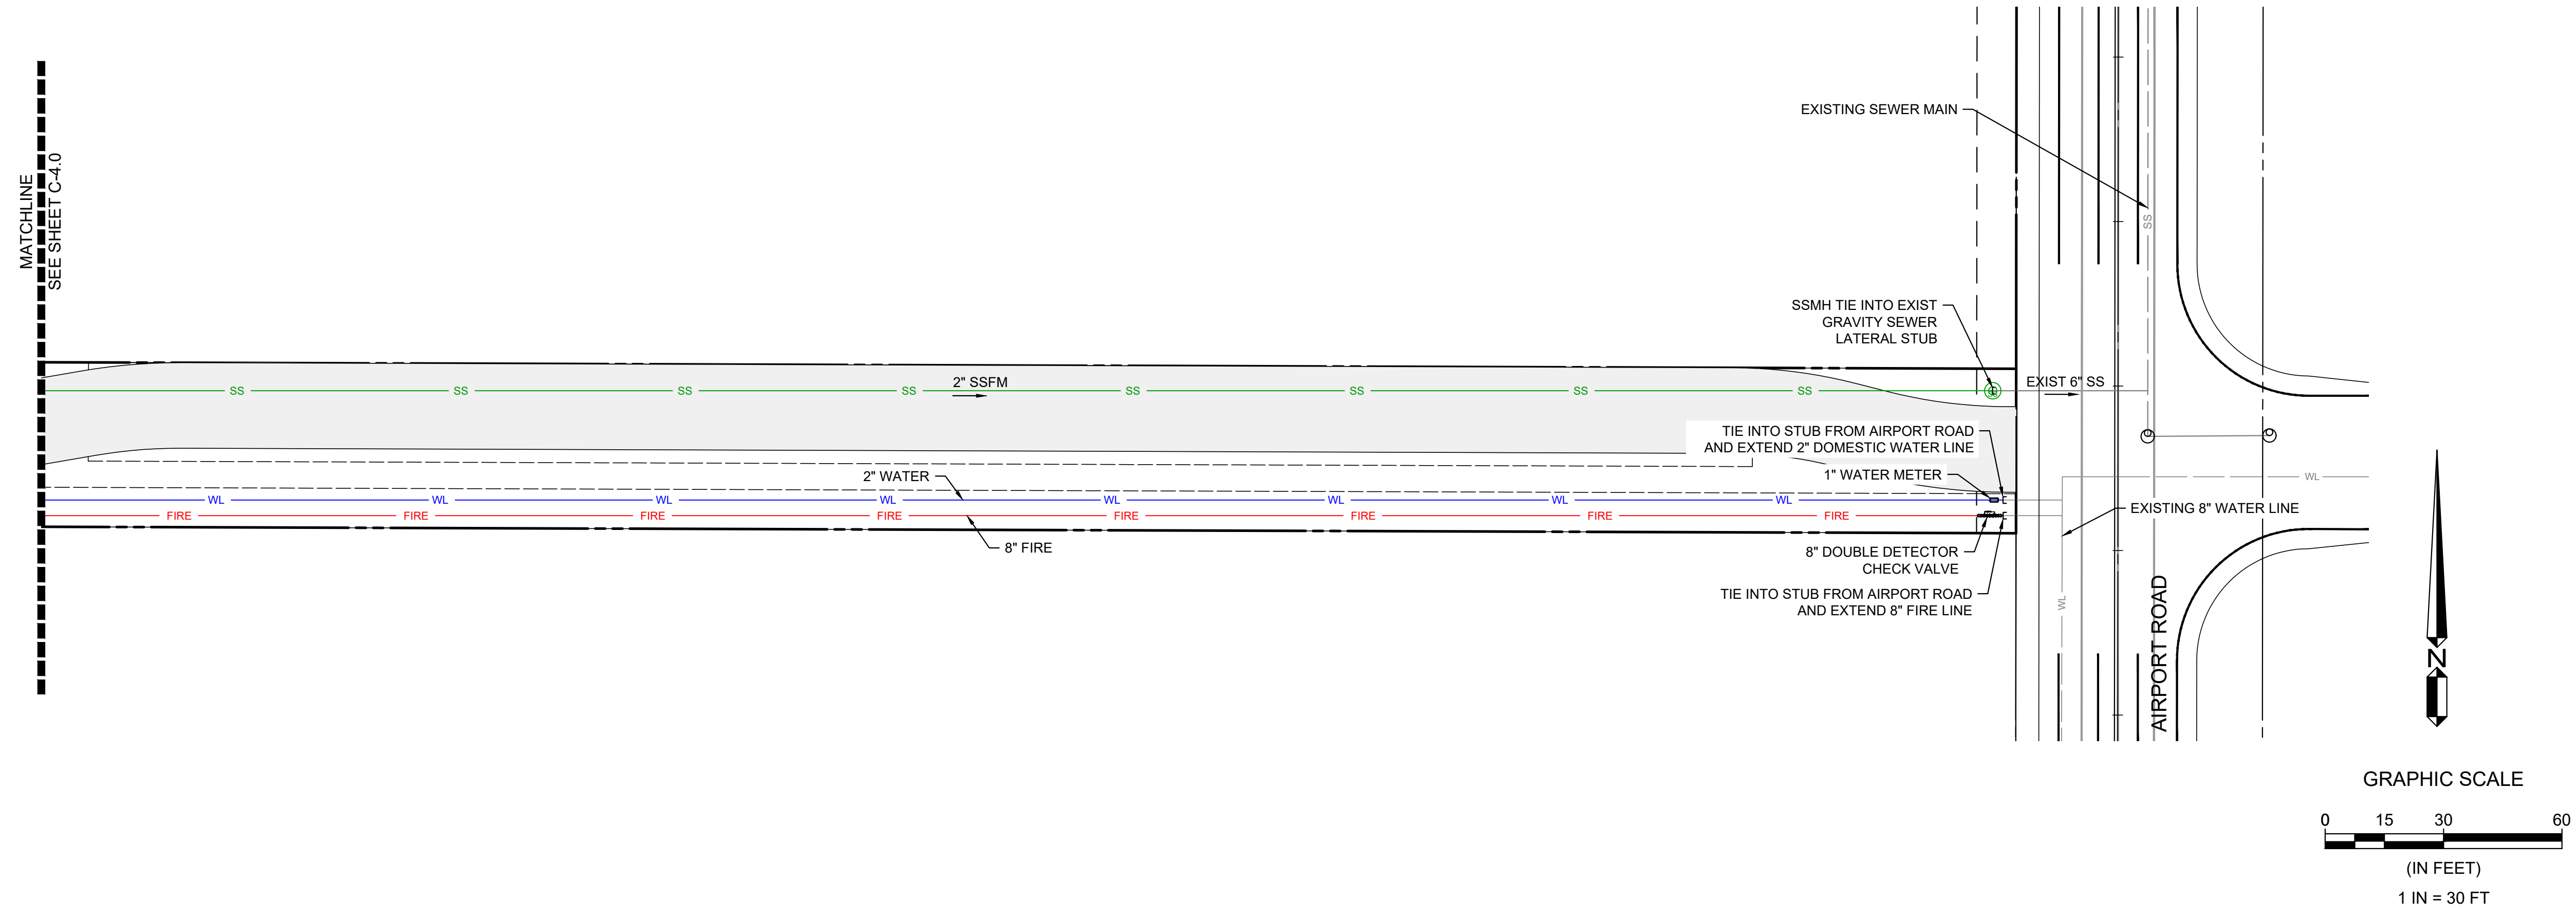 MATCHLINE
SEE SHEET C-4.0
EXISTING SEWER MAIN
SS
SSMH TIE INTO EXIST
GRAVITY SEWER
LATERAL STUB
2" SSFM
EXIST 6" SS
SS SS SS SS SS SS SS SS
TIE INTO STUB FROM AIRPORT ROAD
AND EXTEND 2" DOMESTIC WATER LINE
1" WATER METER
2" WATER
WL
WL WL WL WL WL WL WL WL
EXISTING 8" WATER LINE
FIRE FIRE FIRE FIRE FIRE FIRE FIRE FIRE
8" FIRE
8" DOUBLE DETECTOR
CHECK VALVE
TIE INTO STUB FROM AIRPORT ROAD
AND EXTEND 8" FIRE LINE
WL
AIRPORT ROAD
N
GRAPHIC SCALE
0 15 30 60
(IN FEET)
1 IN = 30 FT